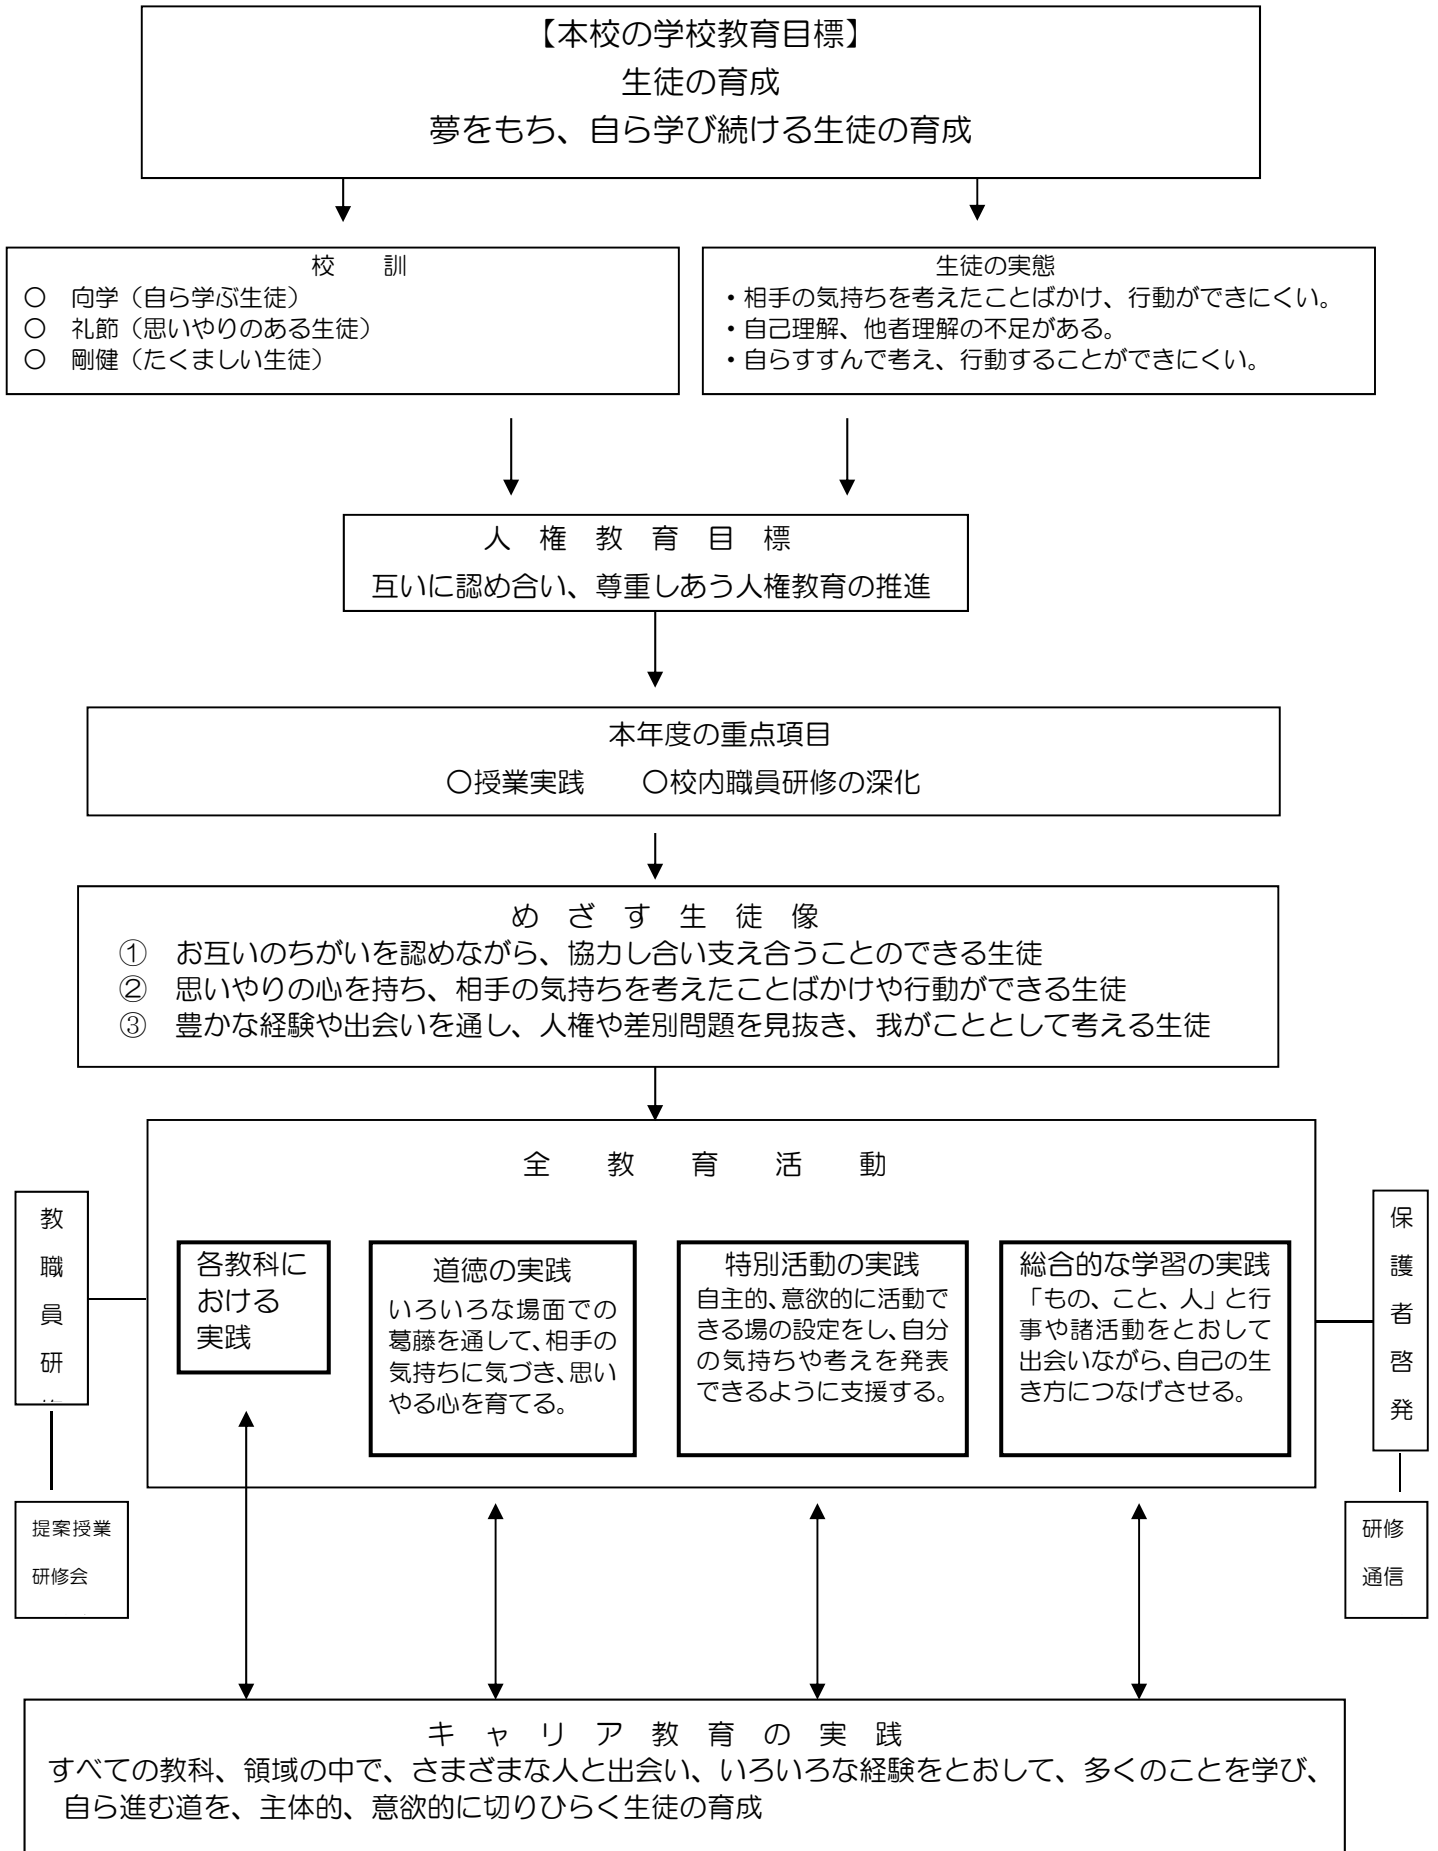 【本校の学校教育目標】
生徒の育成
夢をもち、自ら学び続ける生徒の育成
校　訓
○　向学（自ら学ぶ生徒）
○　礼節（思いやりのある生徒）
○　剛健（たくましい生徒）
生徒の実態
・相手の気持ちを考えたことばかけ、行動ができにくい。
・自己理解、他者理解の不足がある。
・自らすすんで考え、行動することができにくい。
人　権　教　育　目　標
互いに認め合い、尊重しあう人権教育の推進
本年度の重点項目
○授業実践　　○校内職員研修の深化
め　ざ　す　生　徒　像
①　お互いのちがいを認めながら、協力し合い支え合うことのできる生徒
②　思いやりの心を持ち、相手の気持ちを考えたことばかけや行動ができる生徒
③　豊かな経験や出会いを通し、人権や差別問題を見抜き、我がこととして考える生徒
全　教　育　活　動
教職員研
各教科に
おける
実践
道徳の実践
いろいろな場面での
葛藤を通して、相手の
気持ちに気づき、思い
やる心を育てる。
特別活動の実践
自主的、意欲的に活動で
きる場の設定をし、自分
の気持ちや考えを発表
できるように支援する。
総合的な学習の実践
「もの、こと、人」と行
事や諸活動をとおして
出会いながら、自己の生
き方につなげさせる。
保護者啓発
提案授業
研修会
研修
通信
キ　ャ　リ　ア　教　育　の　実　践
すべての教科、領域の中で、さまざまな人と出会い、いろいろな経験をとおして、多くのことを学び、
自ら進む道を、主体的、意欲的に切りひらく生徒の育成